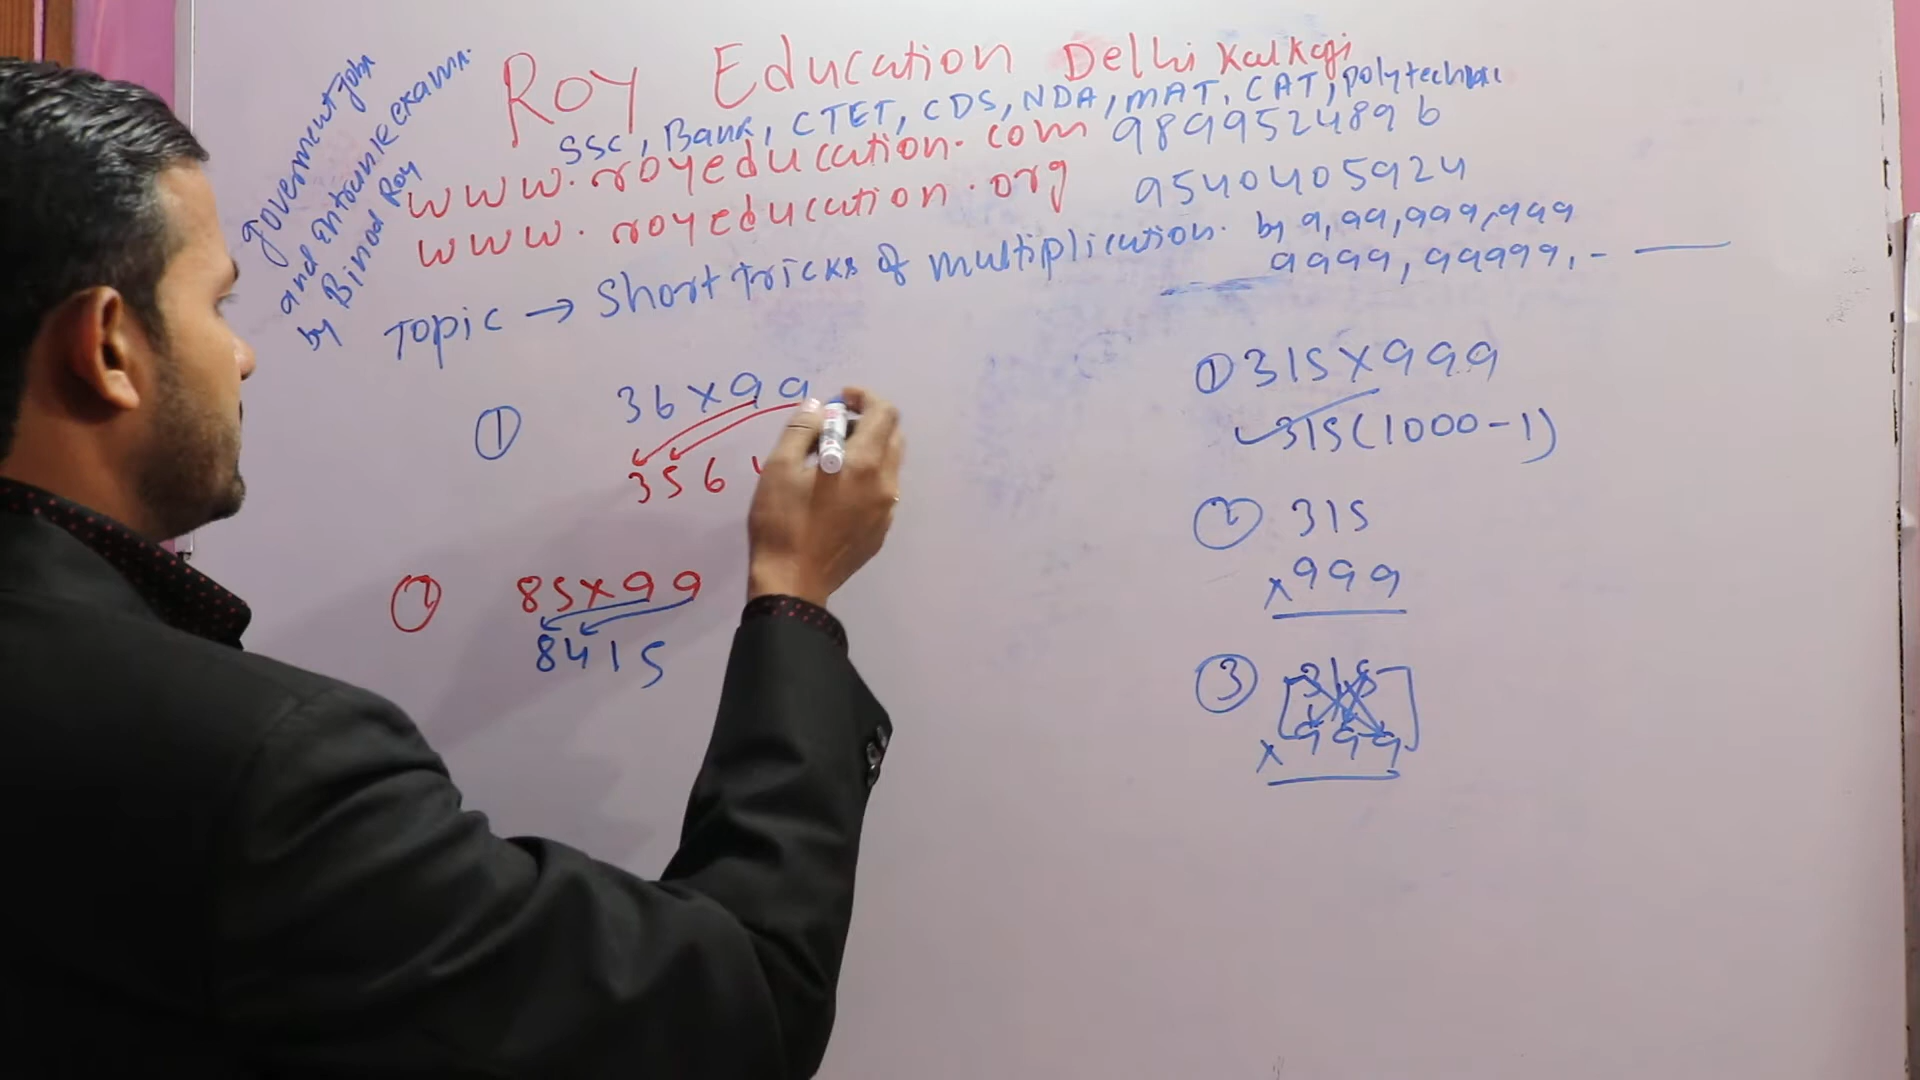 Roy Education Delhi Kalkaji
SSC, Bank, CTET, CDS, NDA, MAT, CAT, polytechnic
www.royeducation.com 9899524896
www.royeducation.org 9540405924
government jobs
and entrance exams.
by Binod Roy
Topic → Short tricks of multiplication. by 9, 99, 999, 999
9999, 99999, - —
① 36×99
3564
② 85×99
8415
① 315×999
315(1000-1)
② 315
×999
③ 315
×999